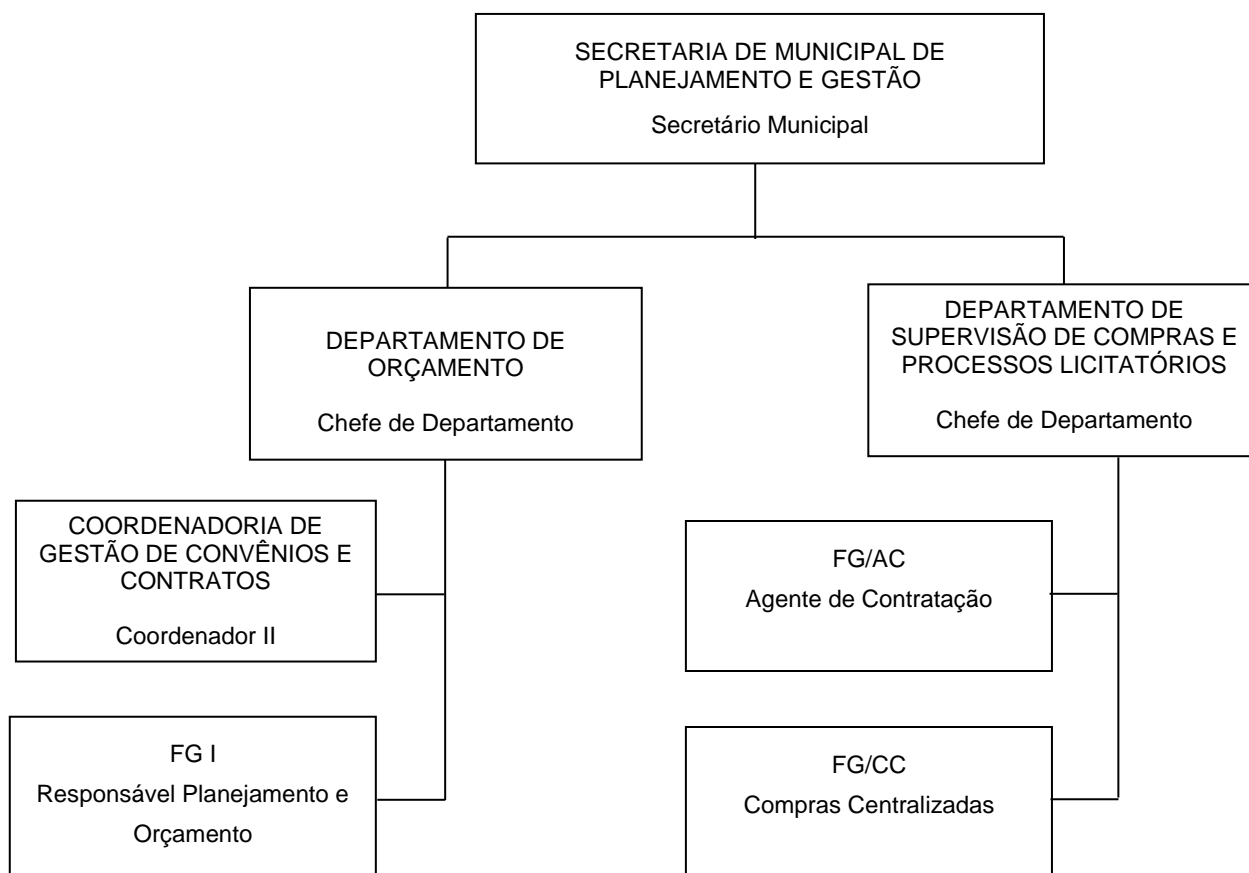 SECRETARIA DE MUNICIPAL DE
PLANEJAMENTO E GESTÃO
Secretário Municipal
DEPARTAMENTO DE
ORÇAMENTO
Chefe de Departamento
DEPARTAMENTO DE
SUPERVISÃO DE COMPRAS E
PROCESSOS LICITATÓRIOS
Chefe de Departamento
COORDENADORIA DE
GESTÃO DE CONVÊNIOS E
CONTRATOS
Coordenador II
FG/AC
Agente de Contratação
FG I
Responsável Planejamento e
Orçamento
FG/CC
Compras Centralizadas